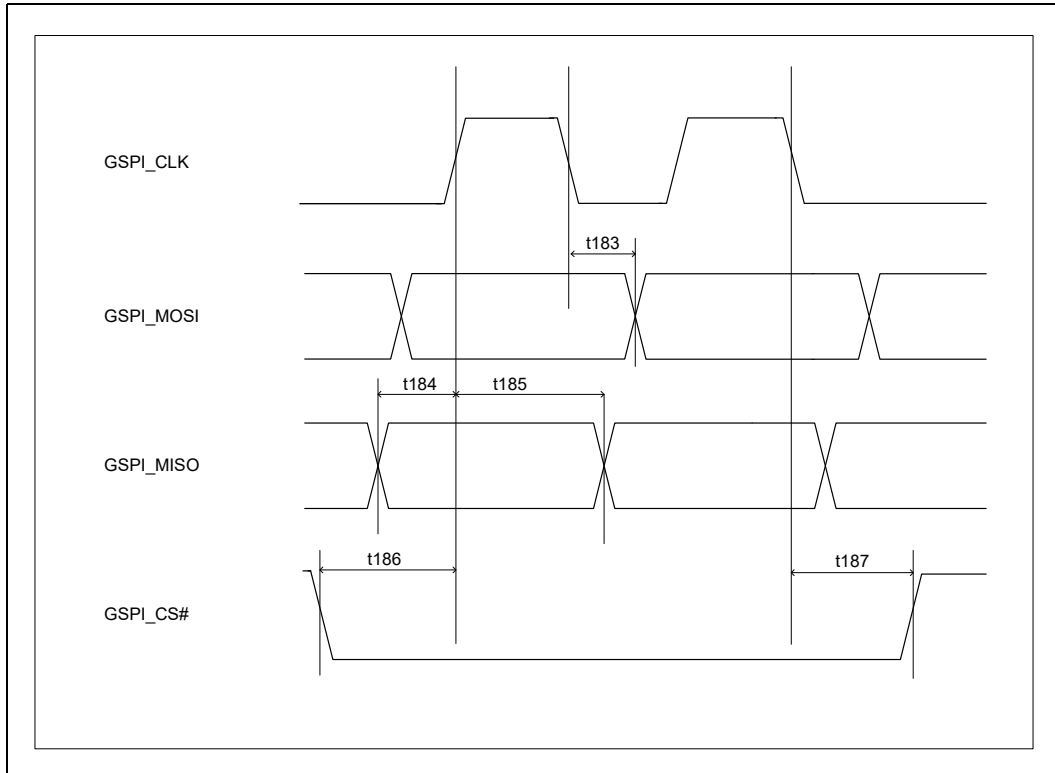 GSPI_CLK
t183
GSPI_MOSI
t184 t185
GSPI_MISO
t186 t187
GSPI_CS#